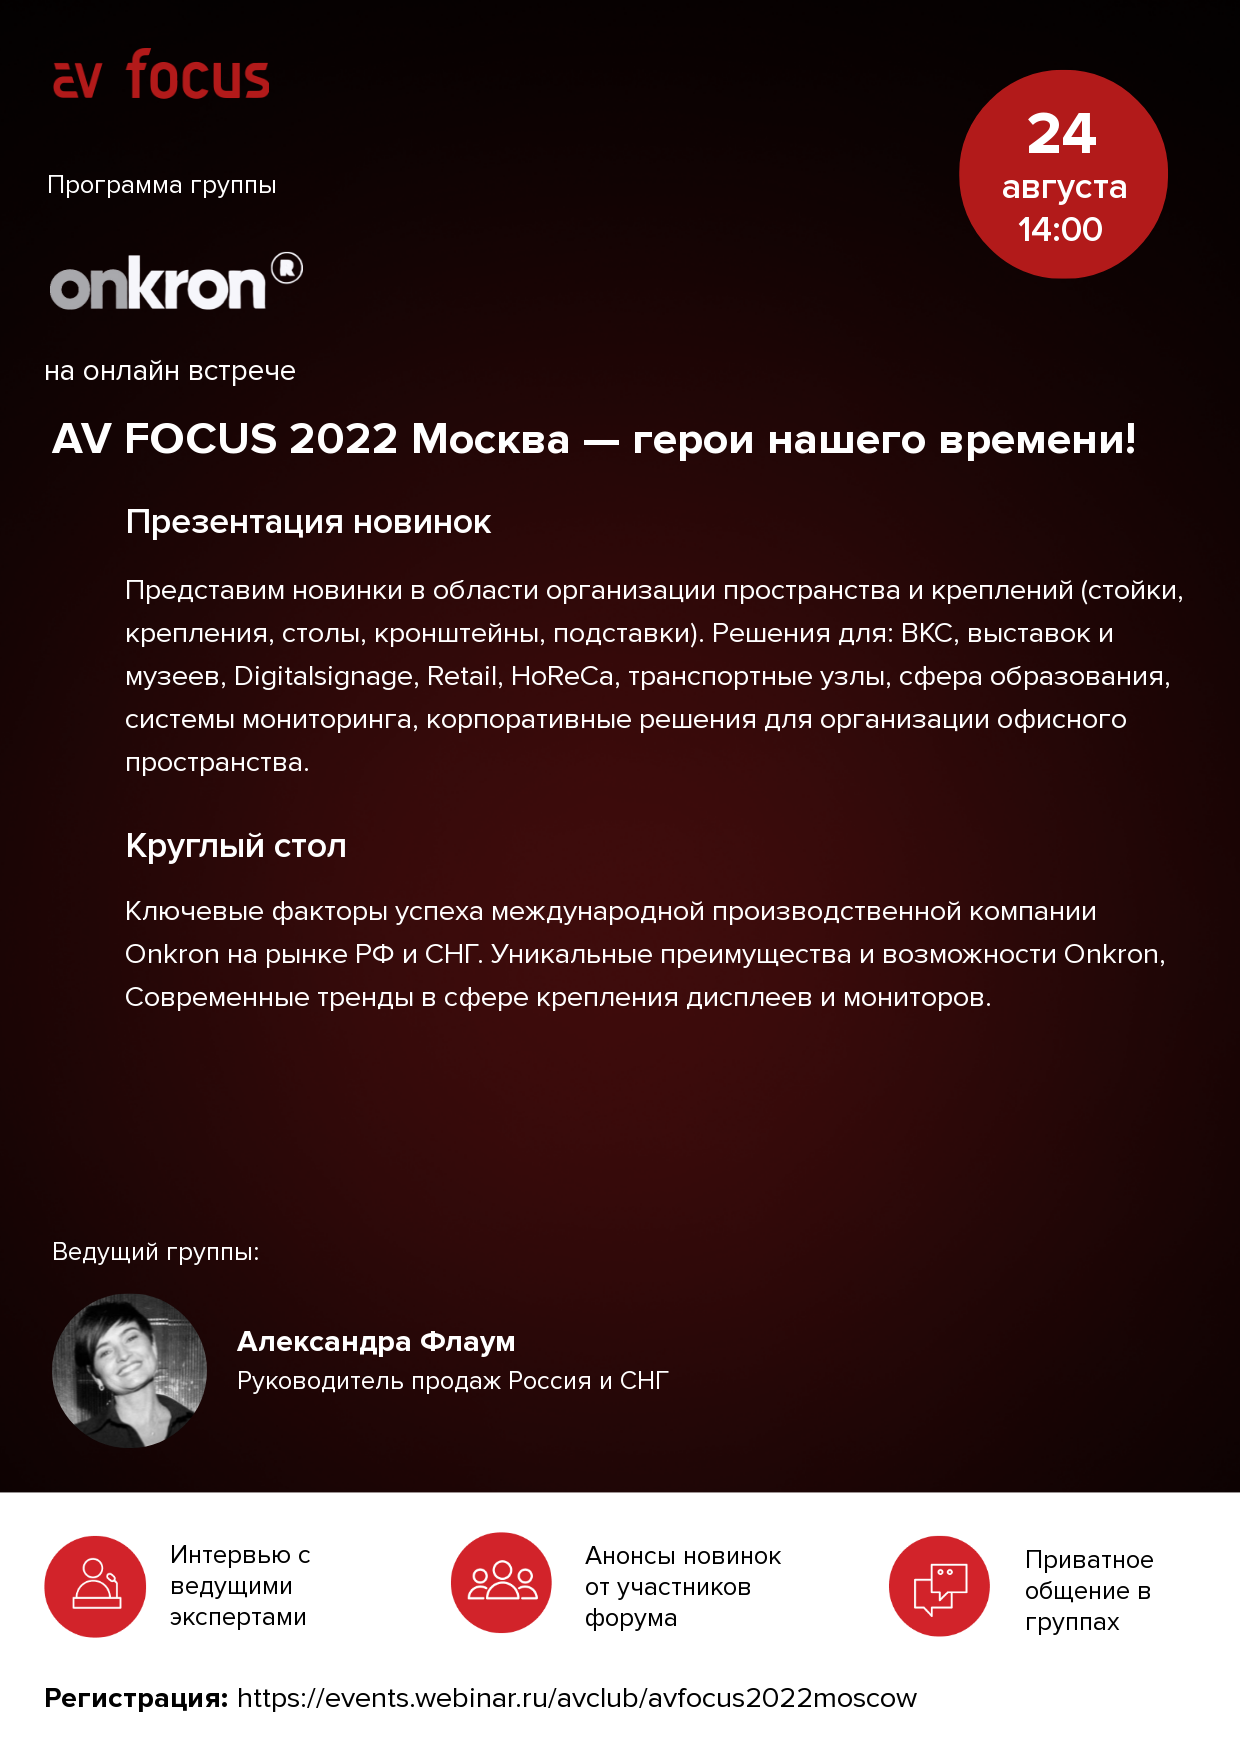 av focus
24
августа
14:00
Программа группы
onkron R
на онлайн встрече
AV FOCUS 2022 Москва — герои нашего времени!
Презентация новинок
Представим новинки в области организации пространства и креплений (стойки,
крепления, столы, кронштейны, подставки). Решения для: ВКС, выставок и
музеев, Digitalsignage, Retail, HoReCa, транспортные узлы, сфера образования,
системы мониторинга, корпоративные решения для организации офисного
пространства.
Круглый стол
Ключевые факторы успеха международной производственной компании
Onkron на рынке РФ и СНГ. Уникальные преимущества и возможности Onkron,
Современные тренды в сфере крепления дисплеев и мониторов.
Ведущий группы:
Александра Флаум
Руководитель продаж Россия и СНГ
Интервью с
ведущими
экспертами
Анонсы новинок
от участников
форума
Приватное
общение в
группах
Регистрация: https://events.webinar.ru/avclub/avfocus2022moscow